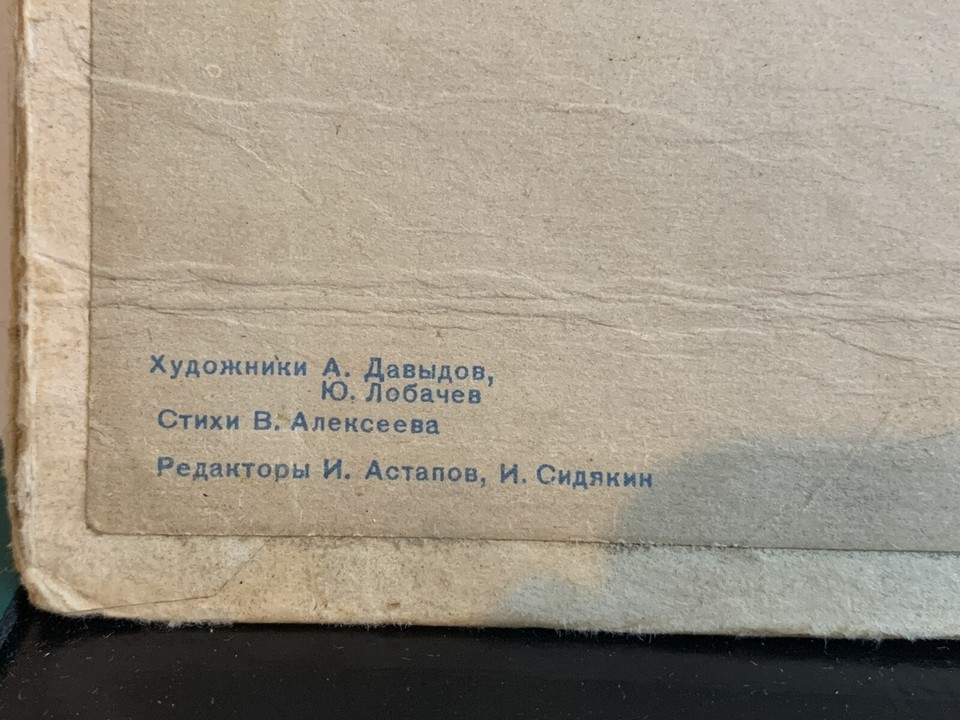 Художники А. Давыдов,
Ю. Лобачев
Стихи В. Алексеева
Редакторы И. Астапов, И. Сидякин